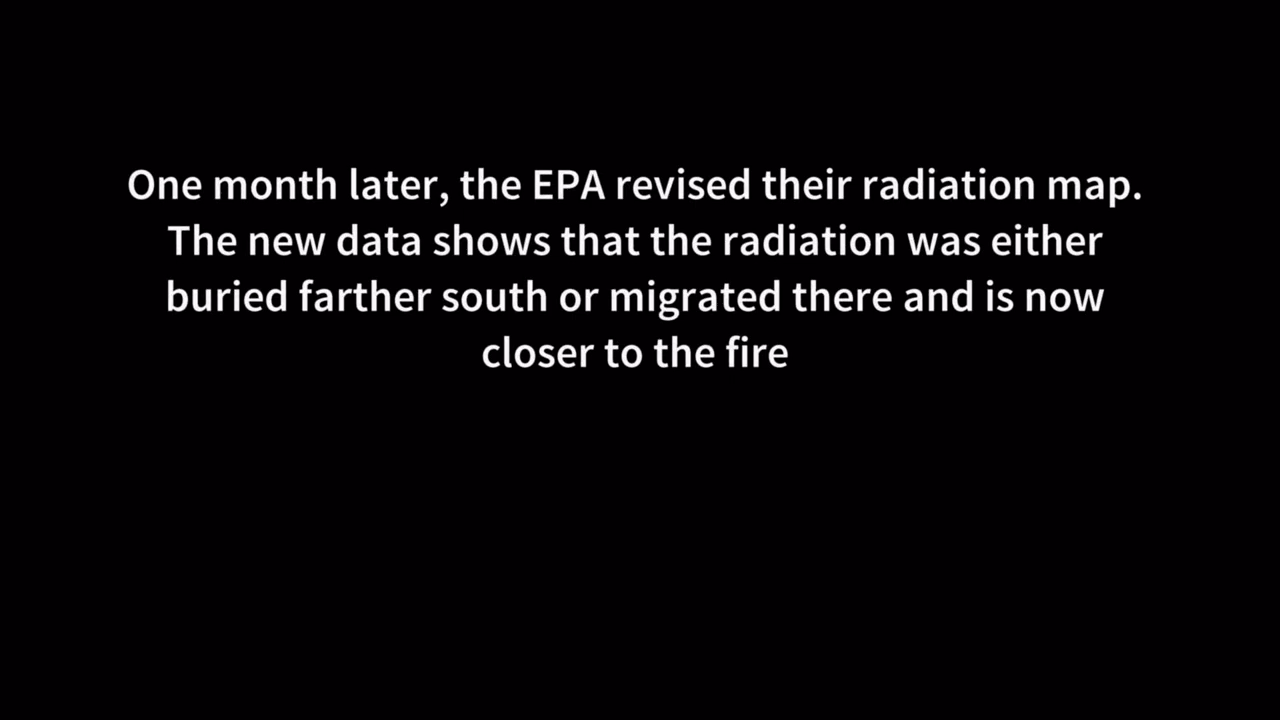 One month later, the EPA revised their radiation map.
The new data shows that the radiation was either
buried farther south or migrated there and is now
closer to the fire